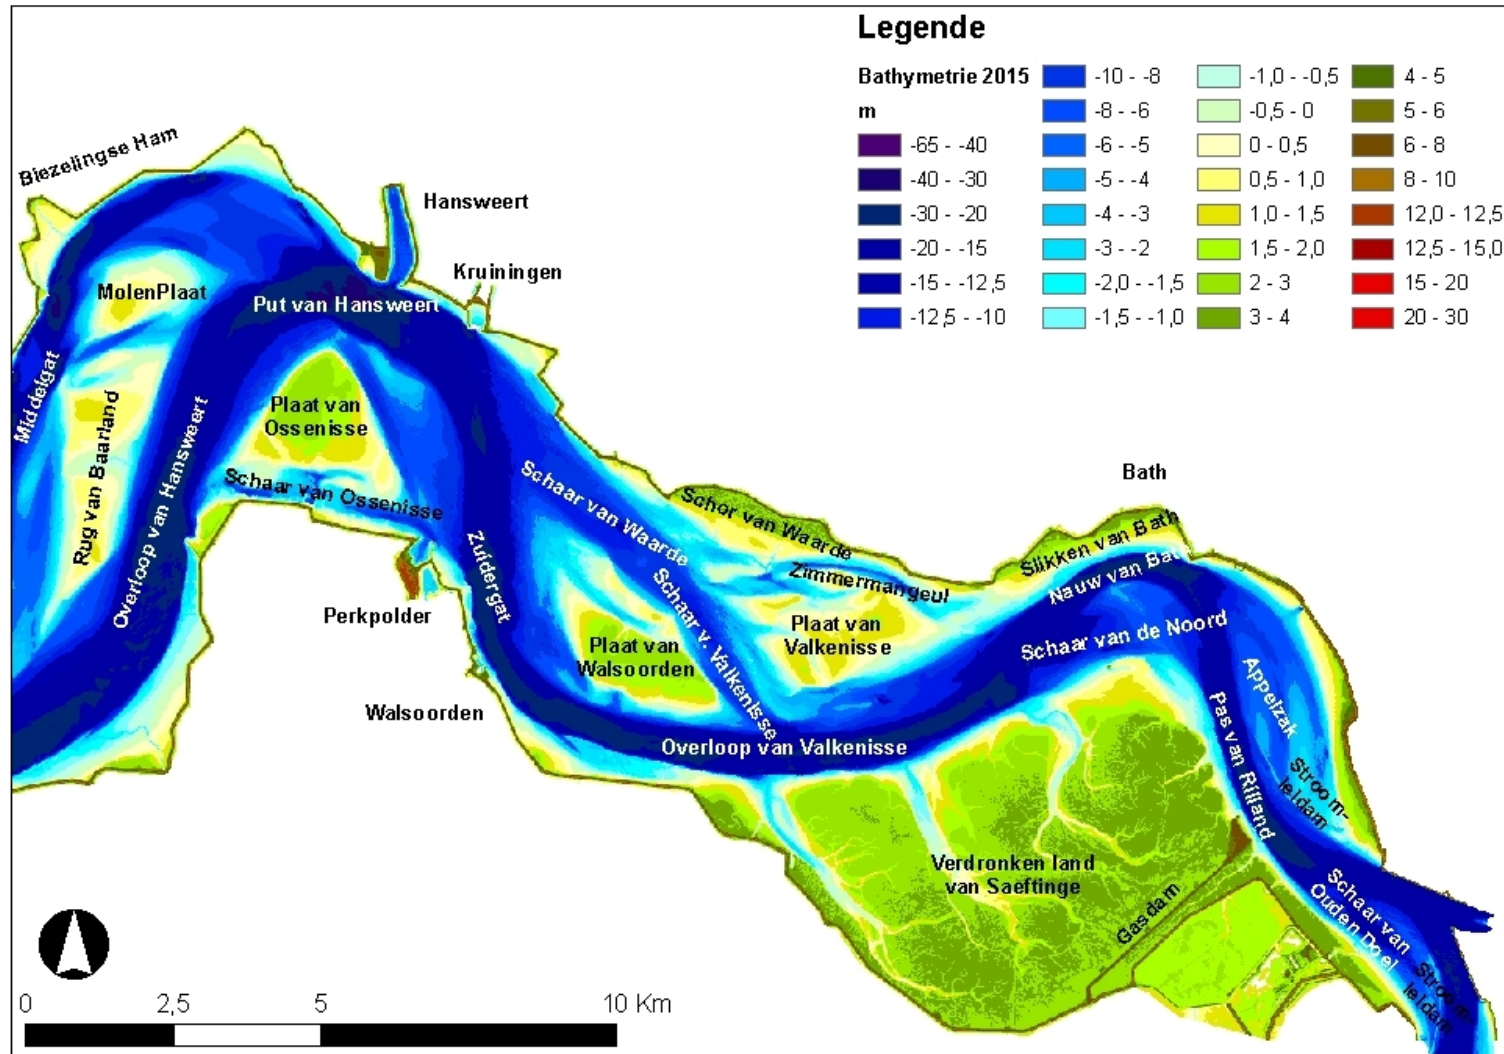 Legende
Bathymetrie 2015
m
-65 - -40
-40 - -30
-30 - -20
-20 - -15
-15 - -12,5
-12,5 - -10
-10 - -8
-8 - -6
-6 - -5
-5 - -4
-4 - -3
-3 - -2
-2,0 - -1,5
-1,5 - -1,0
-1,0 - -0,5
-0,5 - 0
0 - 0,5
0,5 - 1,0
1,0 - 1,5
1,5 - 2,0
2 - 3
3 - 4
4 - 5
5 - 6
6 - 8
8 - 10
12,0 - 12,5
12,5 - 15,0
15 - 20
20 - 30
Biezelingse Ham
Hansweert
Kruiningen
MolenPlaat
Put van Hansweert
Middelgat
Rug van Baarland
Overloop van Hansweert
Plaat van
Ossenisse
Schaar van Ossenisse
Perkpolder
Zuidergat
Walsoorden
Schaar van Waarde
Schor van Waarde
Zimmermangeul
Schaar v. Valkenisse
Plaat van
Walsoorden
Plaat van
Valkenisse
Overloop van Valkenisse
Bath
Slikken van Bath
Nauw van Bath
Schaar van de Noord
Appelzak
Pas van Rilland
Stroom-
leidam
Verdronken land
van Saeftinge
Gasdam
Schaar van
Ouden Doel
Stroom-
leidam
0
2,5
5
10 Km